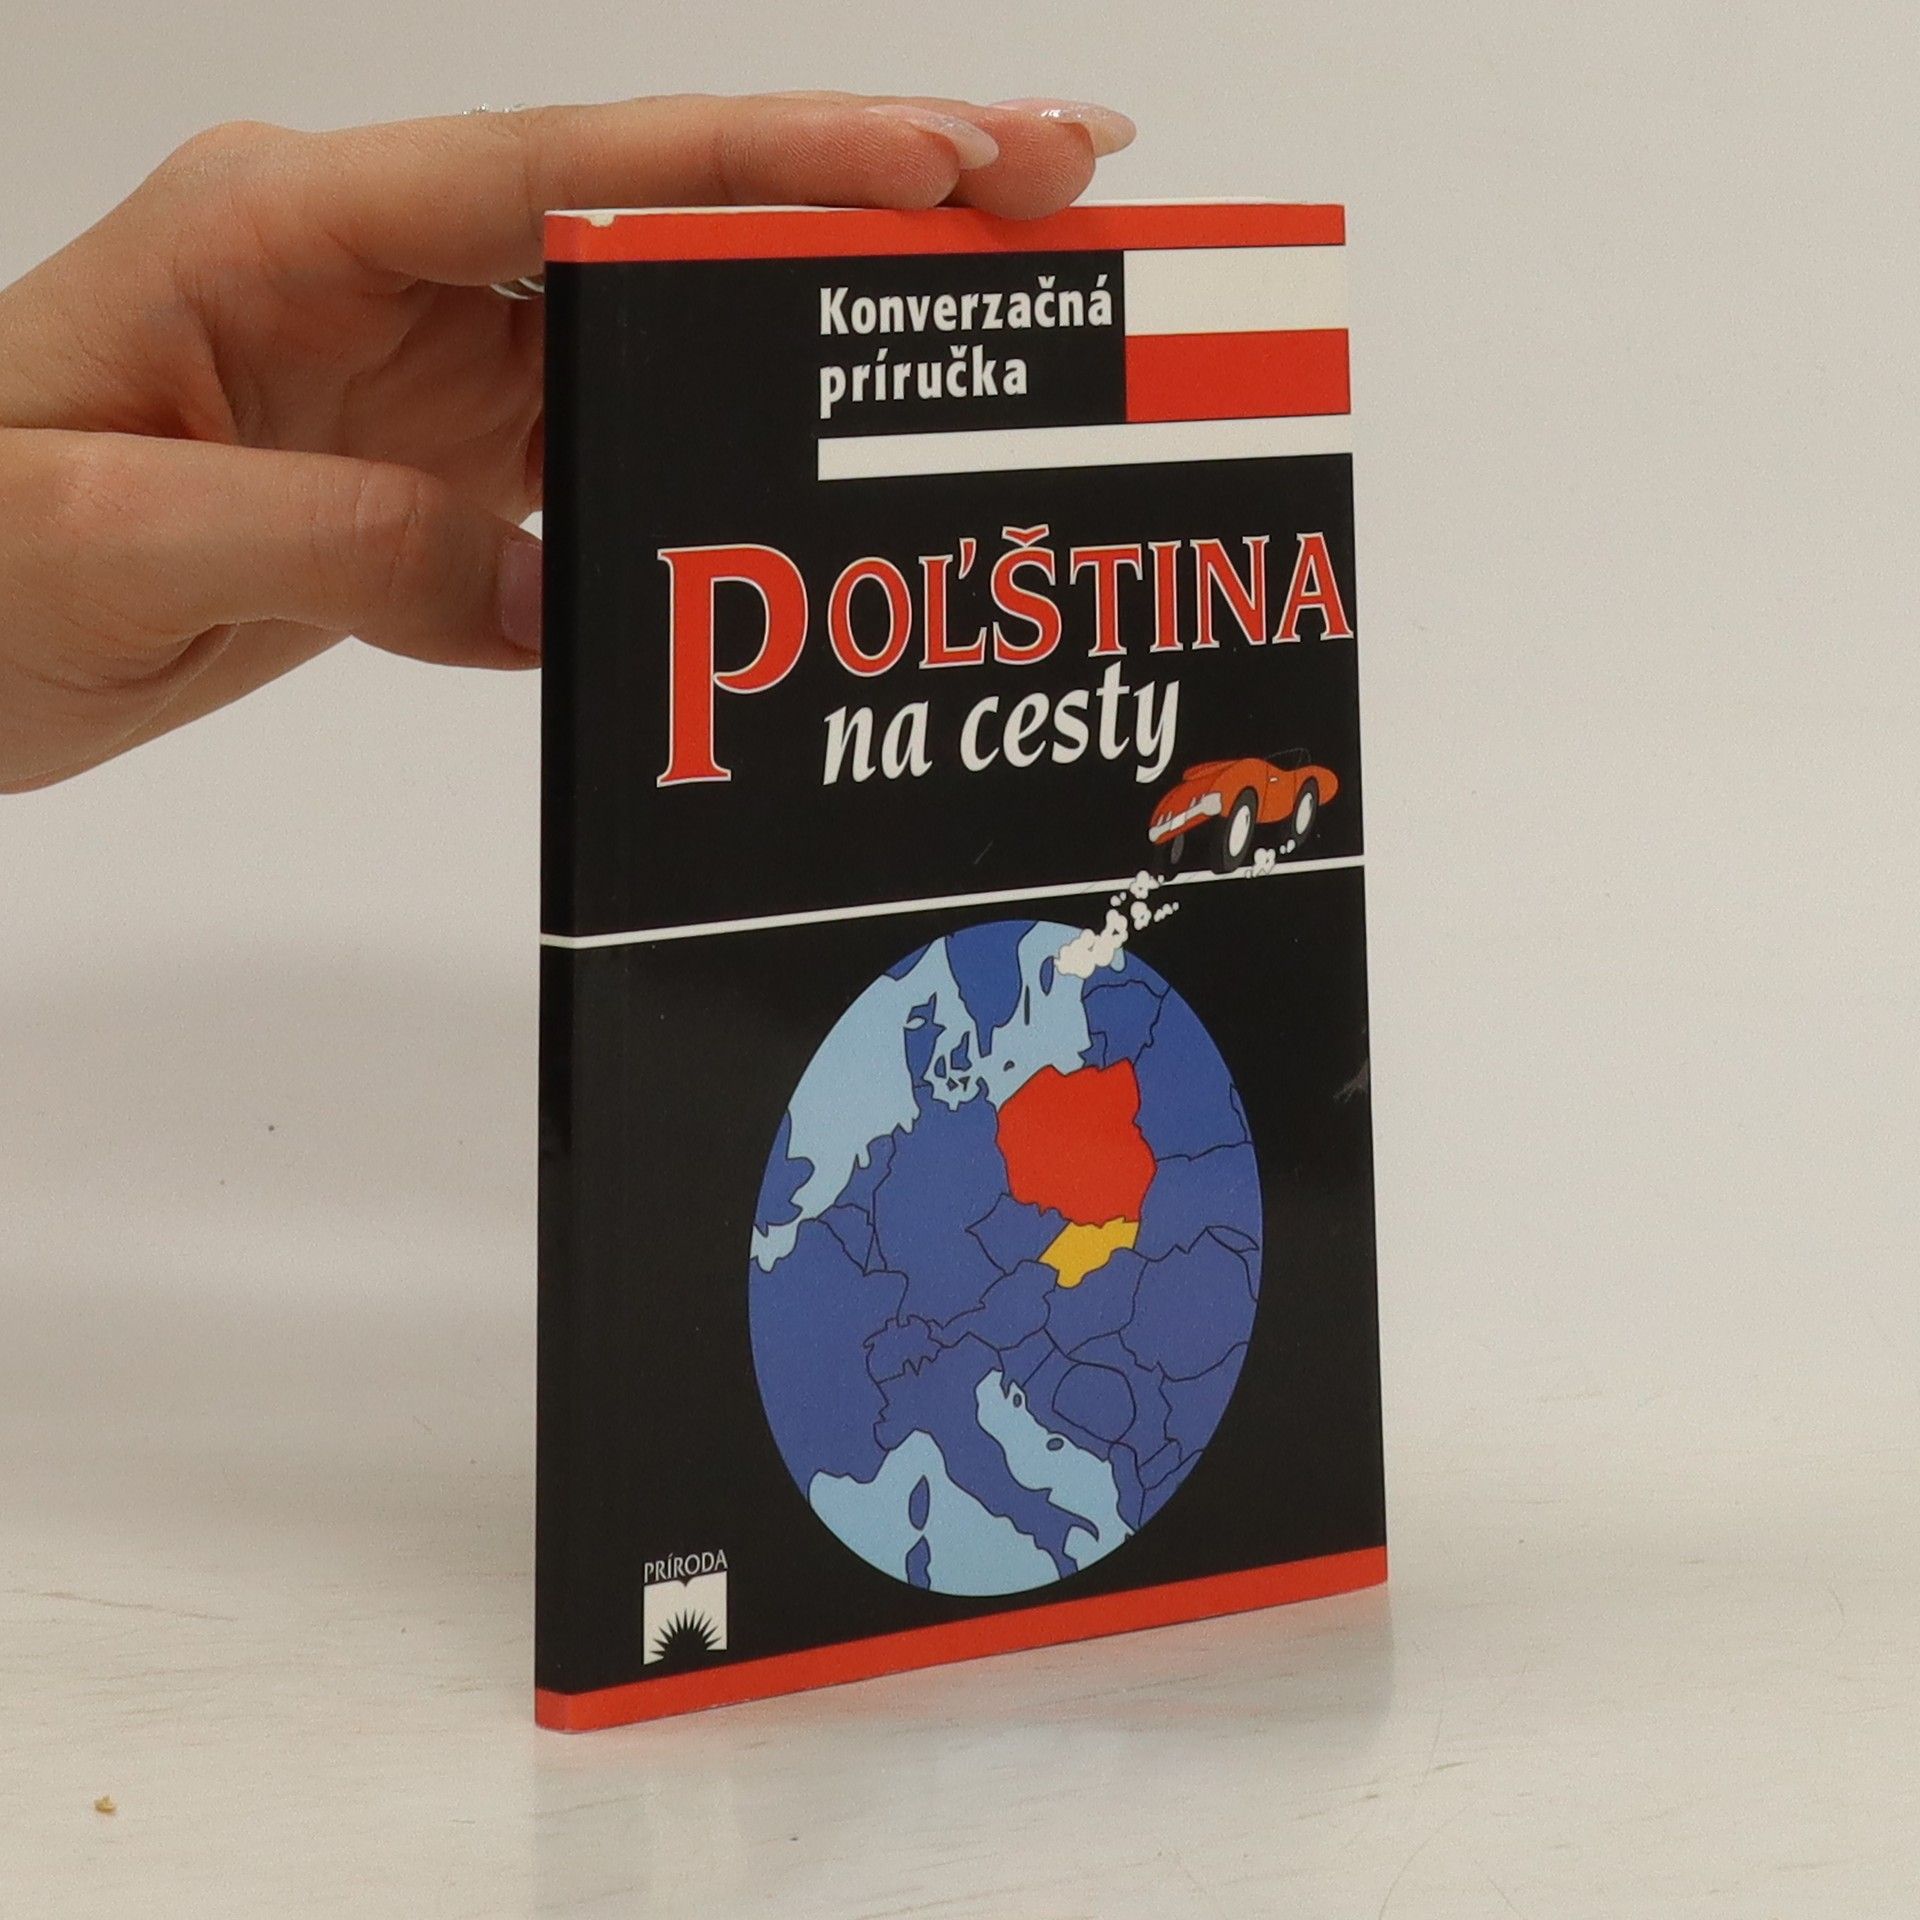 Konverzačná
príručka
POĽŠTINA
na cesty
PRÍRODA